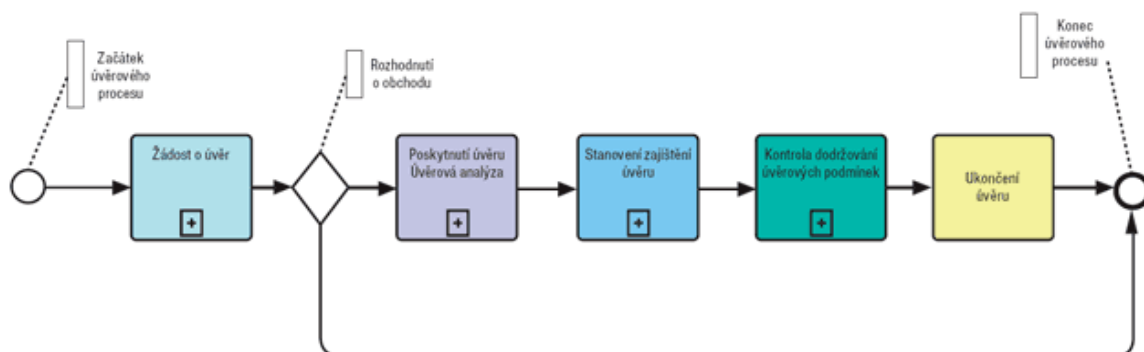 Začátek
úvěrového
procesu
Rozhodnutí
o obchodu
Konec
úvěrového
procesu
Žádost o úvěr
Poskytnutí úvěru
Úvěrová analýza
Stanovení zajištění
úvěru
Kontrola dodržování
úvěrových podmínek
Ukončení
úvěru